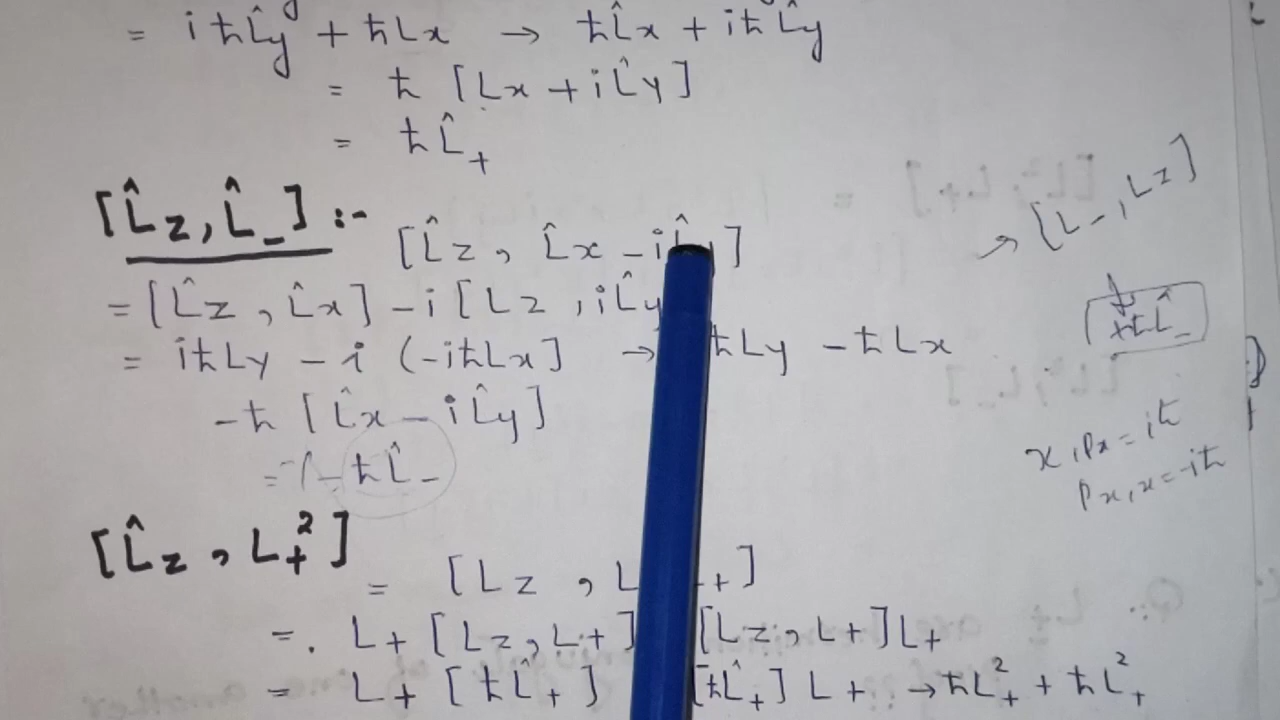 = iħL̂y + ħLx → ħL̂x + iħL̂y
= ħ [Lx + iL̂y]
= ħL̂+
[L̂z, L̂-] :-
[L̂z, L̂x - iL̂y]
= [L̂z, L̂x] - i [Lz, iL̂y
= iħLy - i (-iħLx] → ħLy - ħLx
-ħ [L̂x - iL̂y]
= - ħL̂-
[L̂z, L+²]
= [Lz, L +]
=. L+ [Lz, L+] [Lz, L+]L+
= L+ [ħL̂+] [ħL̂+] L+ → ħL+² + ħL+²
→ [L-, Lz]
+ħL̂-
x, Px = iħ
Px, x = -iħ